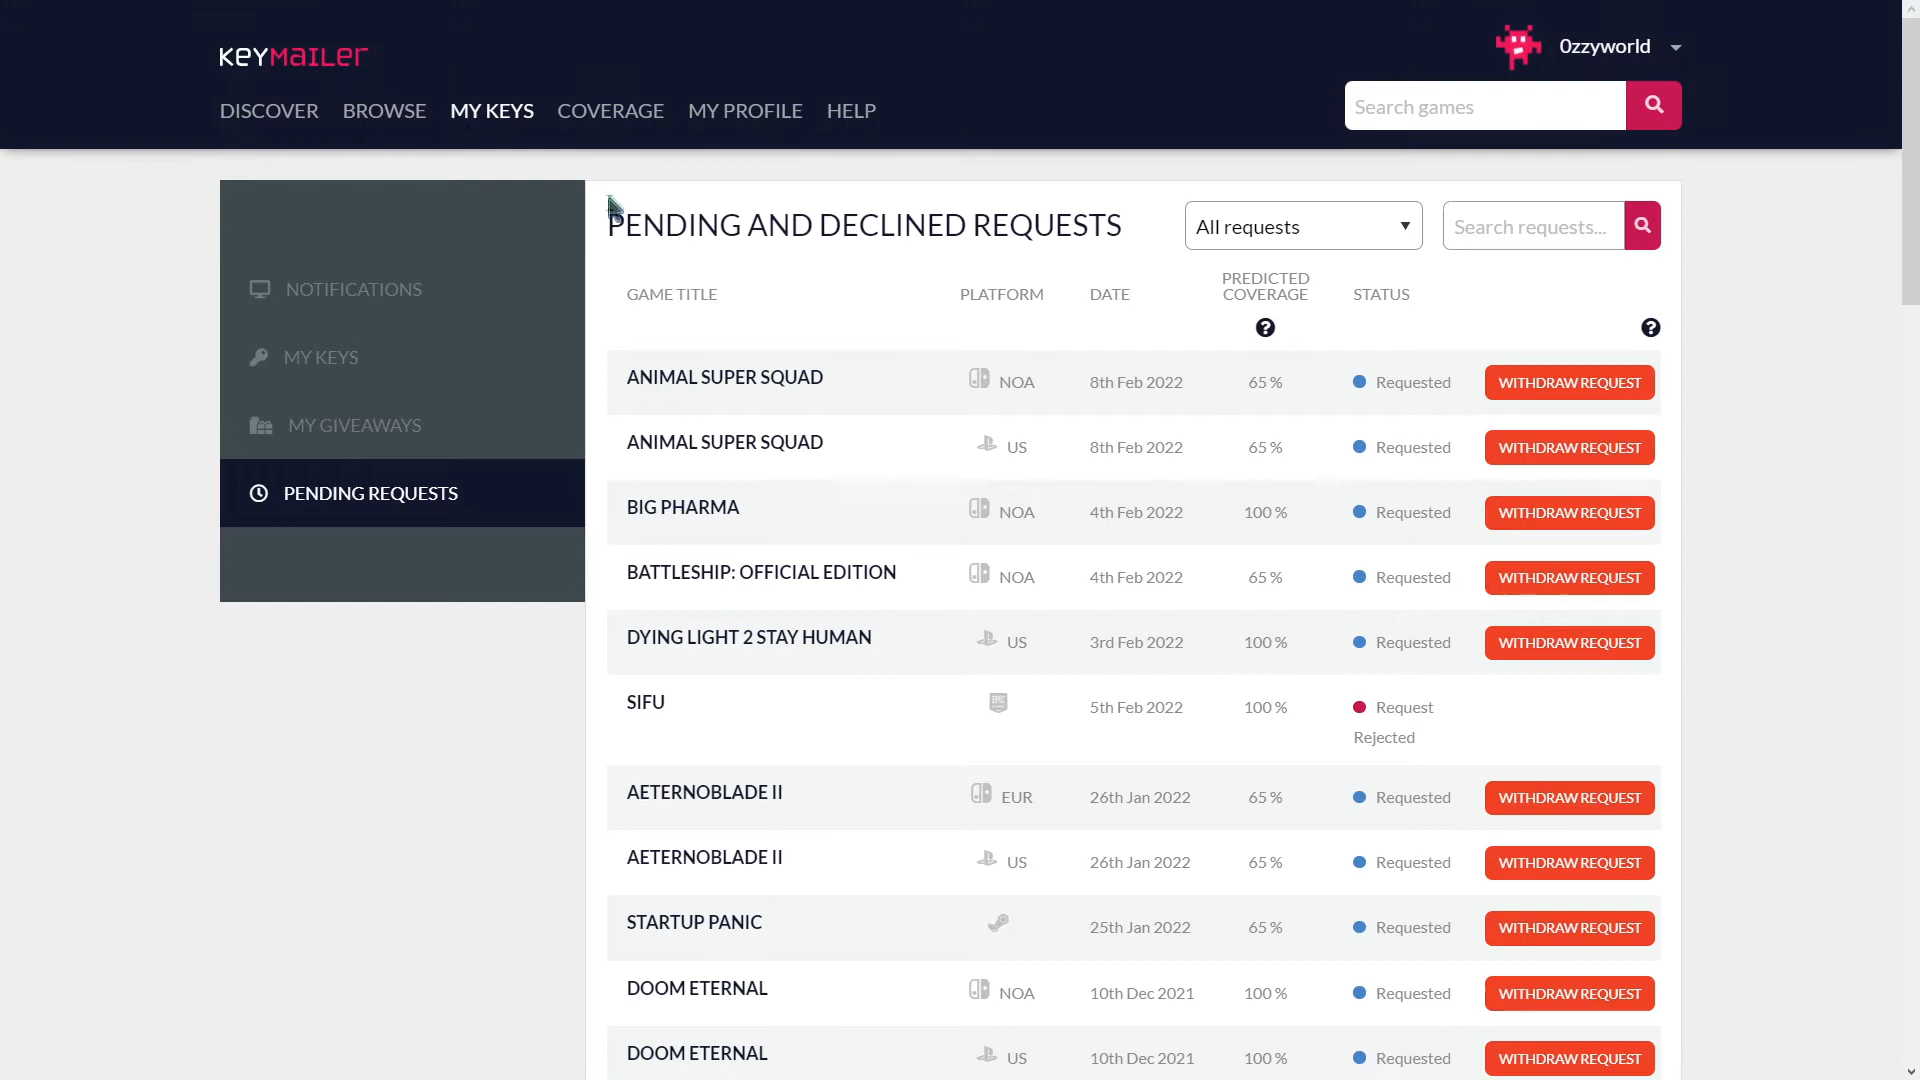 KEYMAILER
0zzyworld
DISCOVER BROWSE MY KEYS COVERAGE MY PROFILE HELP
Search games
NOTIFICATIONS
MY KEYS
MY GIVEAWAYS
PENDING REQUESTS
PENDING AND DECLINED REQUESTS
All requests
Search requests...
GAME TITLE PLATFORM DATE PREDICTED COVERAGE STATUS
ANIMAL SUPER SQUAD NOA 8th Feb 2022 65 % Requested WITHDRAW REQUEST
ANIMAL SUPER SQUAD US 8th Feb 2022 65 % Requested WITHDRAW REQUEST
BIG PHARMA NOA 4th Feb 2022 100 % Requested WITHDRAW REQUEST
BATTLESHIP: OFFICIAL EDITION NOA 4th Feb 2022 65 % Requested WITHDRAW REQUEST
DYING LIGHT 2 STAY HUMAN US 3rd Feb 2022 100 % Requested WITHDRAW REQUEST
SIFU EPIC 5th Feb 2022 100 % Request
Rejected
AETERNOBLADE II EUR 26th Jan 2022 65 % Requested WITHDRAW REQUEST
AETERNOBLADE II US 26th Jan 2022 65 % Requested WITHDRAW REQUEST
STARTUP PANIC 25th Jan 2022 65 % Requested WITHDRAW REQUEST
DOOM ETERNAL NOA 10th Dec 2021 100 % Requested WITHDRAW REQUEST
DOOM ETERNAL US 10th Dec 2021 100 % Requested WITHDRAW REQUEST